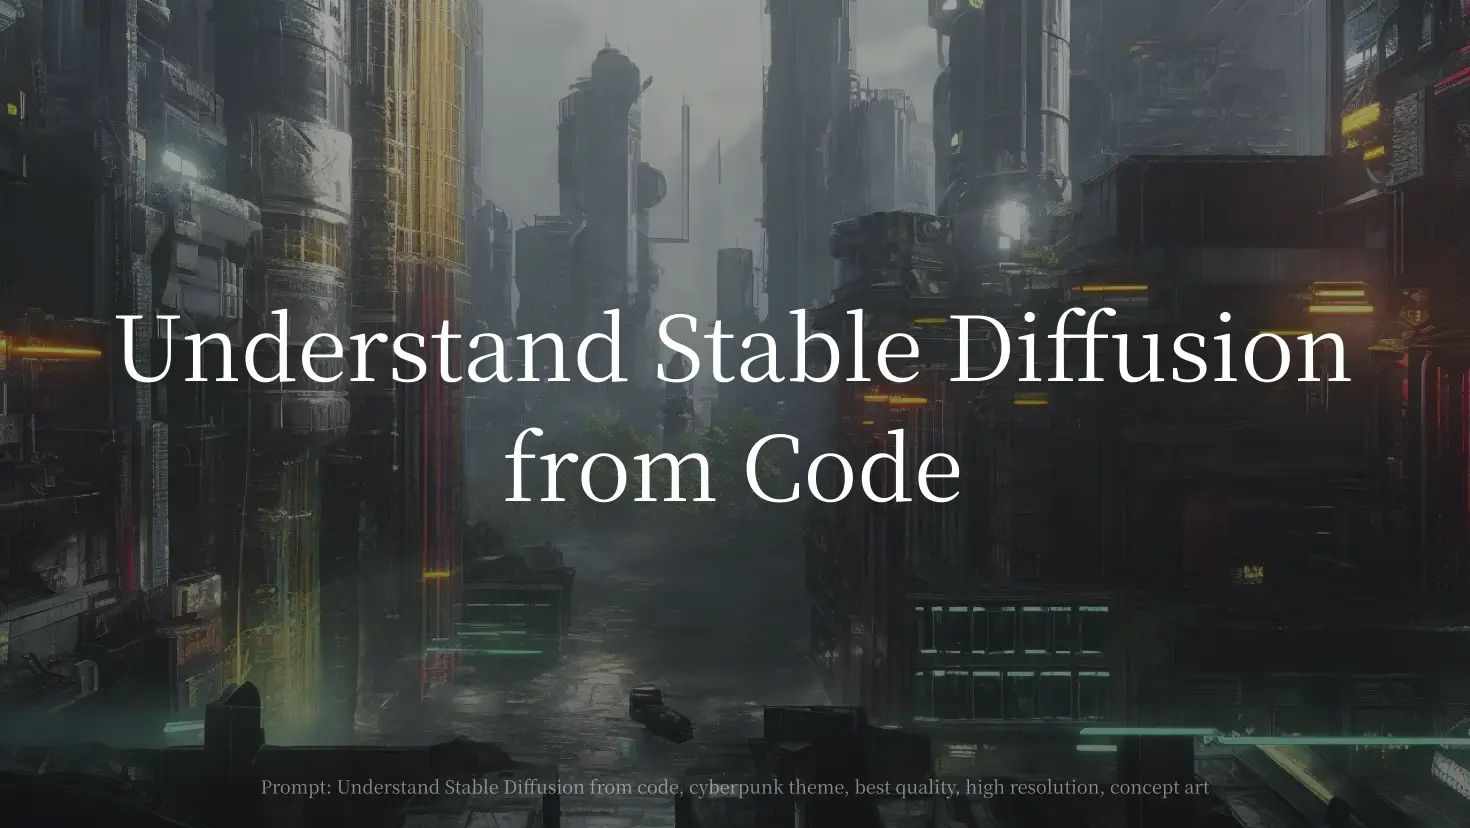 Understand Stable Diffusion
from Code
Prompt: Understand Stable Diffusion from code, cyberpunk theme, best quality, high resolution, concept art